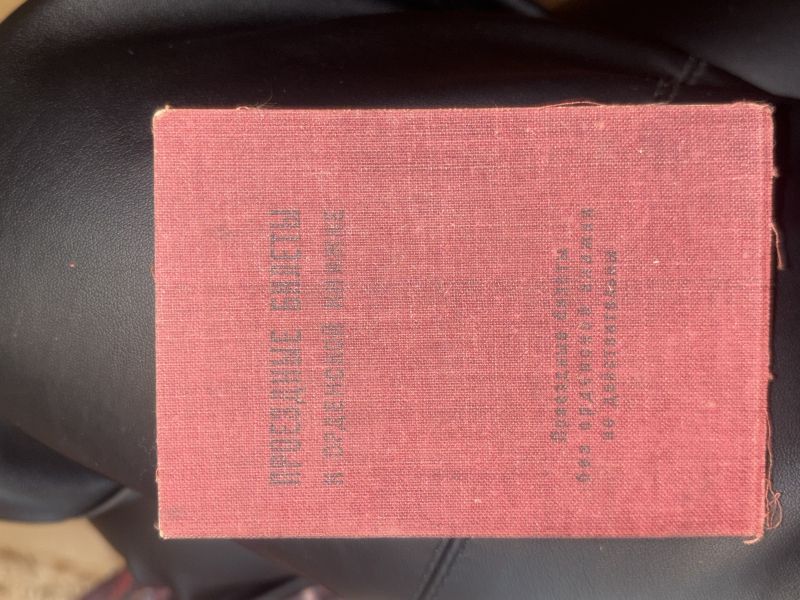 ПРОЕЗДНЫЕ БИЛЕТЫ
К ОРДЕНСКОЙ КНИЖКЕ
Проездные билеты
без орденской книжки
не действительны